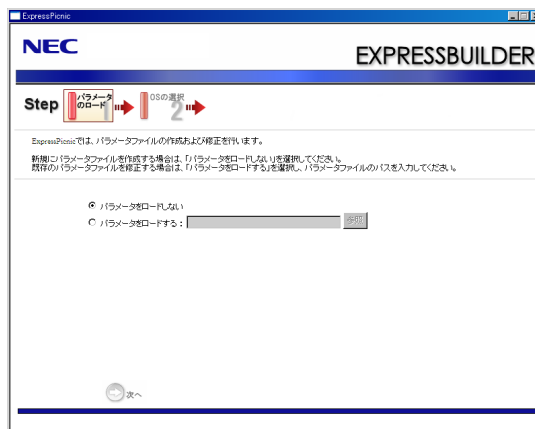 ExpressPicnic
NEC
EXPRESSBUILDER
Step パラメータのロード 1 OSの選択 2
ExpressPicnicでは、パラメータファイルの作成および修正を行います。
新規にパラメータファイルを作成する場合は、「パラメータをロードしない」を選択してください。
既存のパラメータファイルを修正する場合は、「パラメータをロードする」を選択し、パラメータファイルのパスを入力してください。
パラメータをロードしない
パラメータをロードする： 参照
次へ